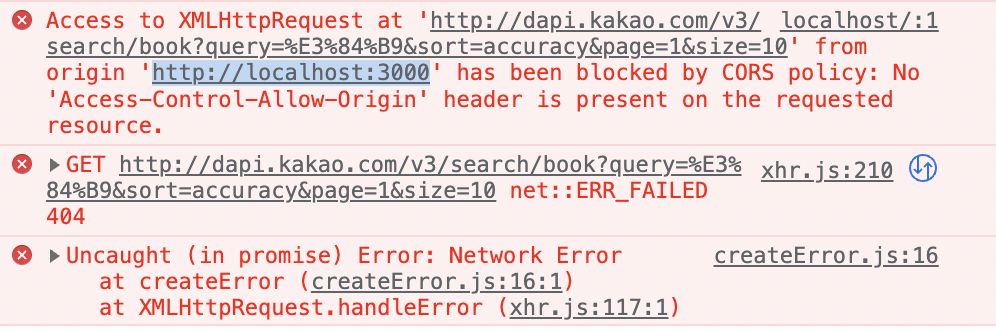 Access to XMLHttpRequest at 'http://dapi.kakao.com/v3/ localhost/:1
search/book?query=%E3%84%B9&sort=accuracy&page=1&size=10' from
origin 'http://localhost:3000' has been blocked by CORS policy: No
'Access-Control-Allow-Origin' header is present on the requested
resource.
GET http://dapi.kakao.com/v3/search/book?query=%E3% xhr.js:210
84%B9&sort=accuracy&page=1&size=10 net::ERR_FAILED
404
Uncaught (in promise) Error: Network Error createError.js:16
at createError (createError.js:16:1)
at XMLHttpRequest.handleError (xhr.js:117:1)